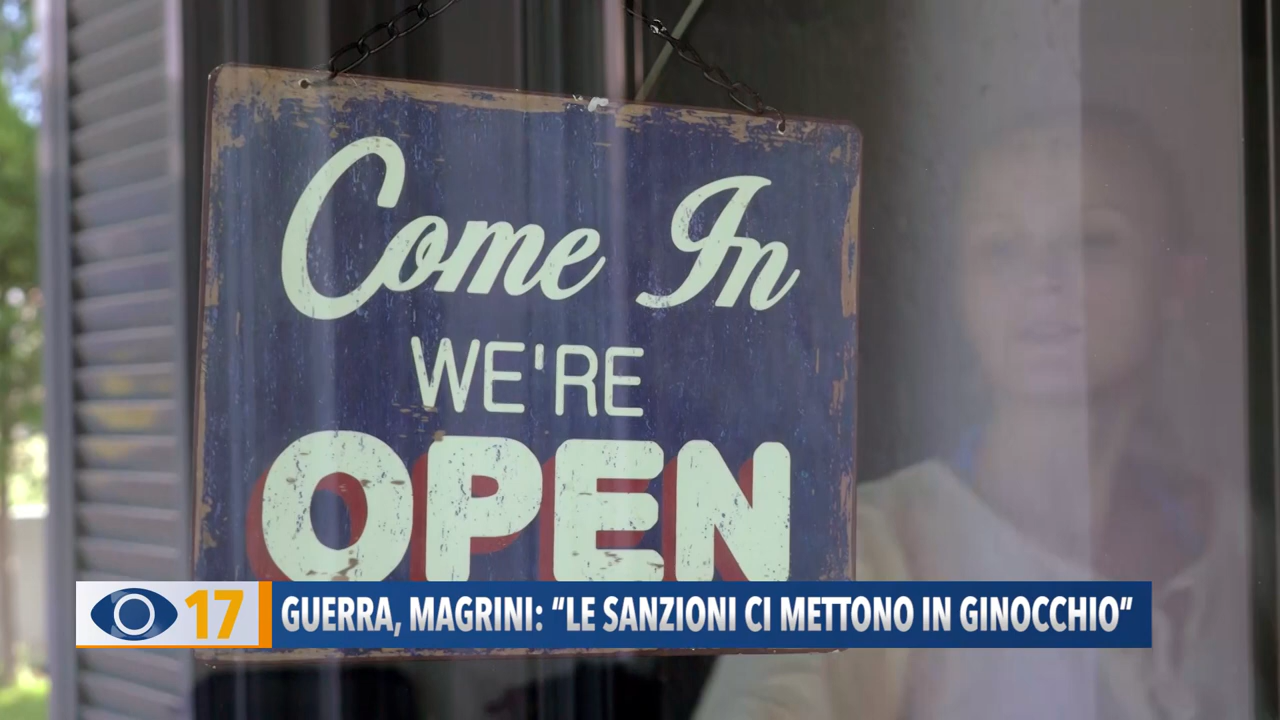 Come In
WE'RE
OPEN
17 GUERRA, MAGRINI: “LE SANZIONI CI METTONO IN GINOCCHIO”